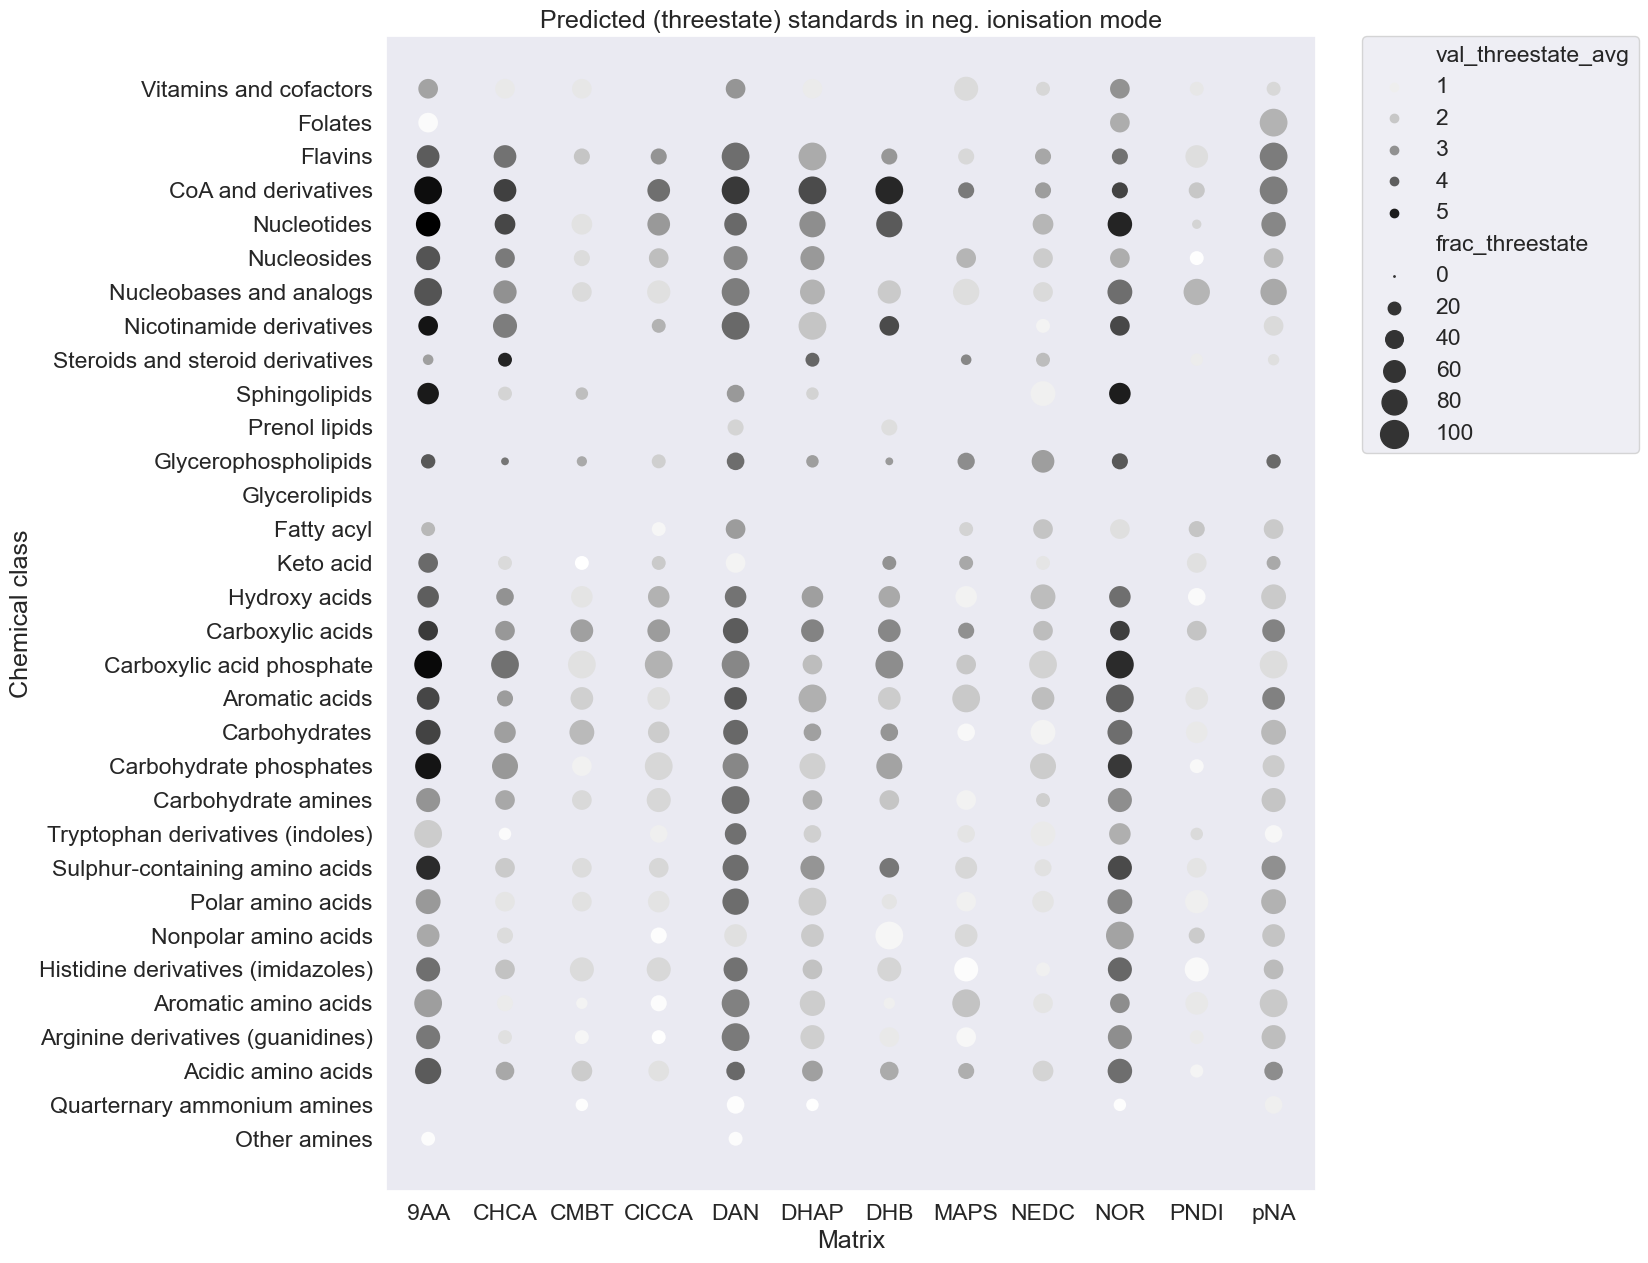 Predicted (threestate) standards in neg. ionisation mode
Chemical class
Vitamins and cofactors
Folates
Flavins
CoA and derivatives
Nucleotides
Nucleosides
Nucleobases and analogs
Nicotinamide derivatives
Steroids and steroid derivatives
Sphingolipids
Prenol lipids
Glycerophospholipids
Glycerolipids
Fatty acyl
Keto acid
Hydroxy acids
Carboxylic acids
Carboxylic acid phosphate
Aromatic acids
Carbohydrates
Carbohydrate phosphates
Carbohydrate amines
Tryptophan derivatives (indoles)
Sulphur-containing amino acids
Polar amino acids
Nonpolar amino acids
Histidine derivatives (imidazoles)
Aromatic amino acids
Arginine derivatives (guanidines)
Acidic amino acids
Quarternary ammonium amines
Other amines
9AA CHCA CMBT ClCCA DAN DHAP DHB MAPS NEDC NOR PNDI pNA
Matrix
val_threestate_avg
1
2
3
4
5
frac_threestate
0
20
40
60
80
100